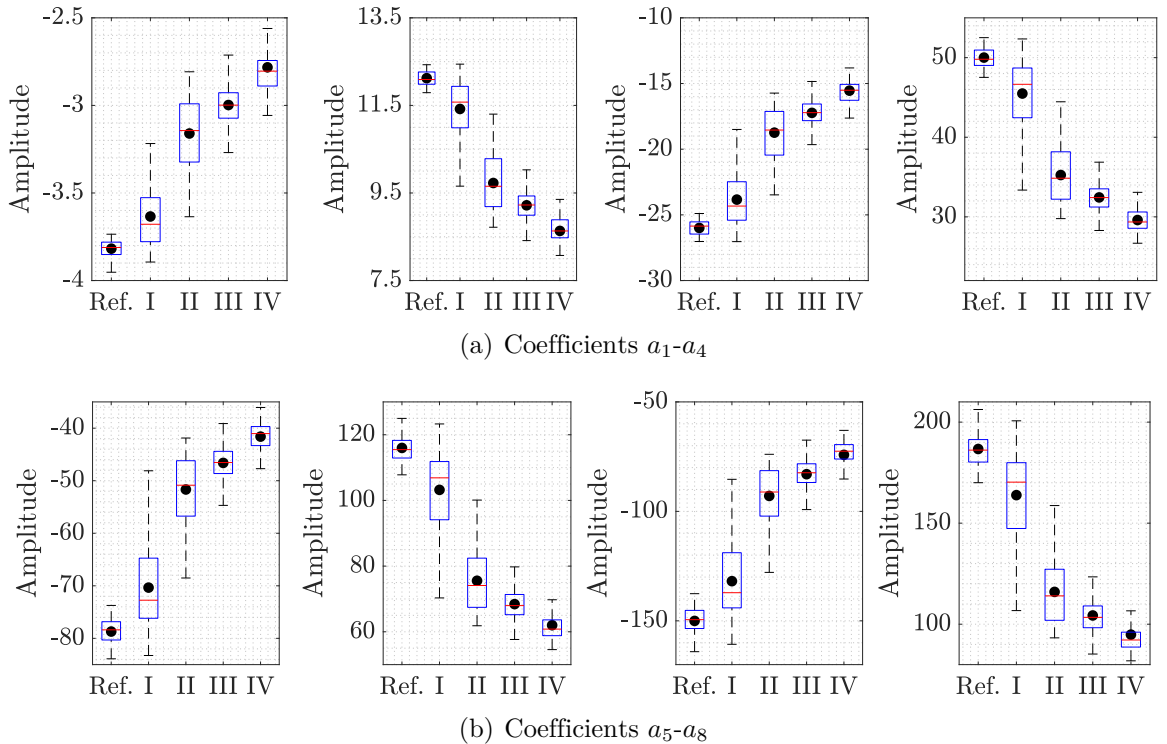 -2.5
-3
-3.5
-4
Amplitude
Ref. I II III IV
13.5
11.5
9.5
7.5
Amplitude
Ref. I II III IV
-10
-15
-20
-25
-30
Amplitude
Ref. I II III IV
50
40
30
Amplitude
Ref. I II III IV
(a) Coefficients a₁-a₄
-40
-50
-60
-70
-80
Amplitude
Ref. I II III IV
120
100
80
60
Amplitude
Ref. I II III IV
-50
-100
-150
Amplitude
Ref. I II III IV
200
150
100
Amplitude
Ref. I II III IV
(b) Coefficients a₅-a₈